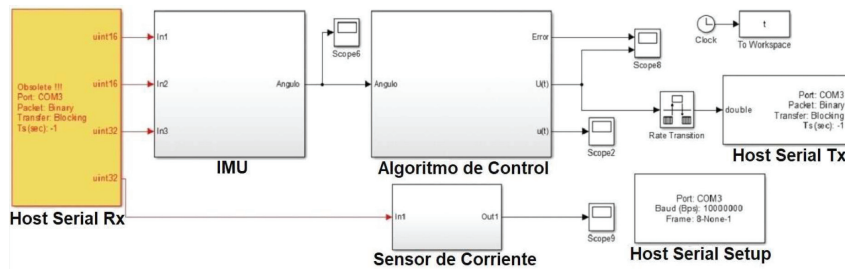 uint16
uint16
uint32
uint32
Obsolete !!!
Port: COM3
Packet: Binary
Transfer: Blocking
Ts(sec): -1
Host Serial Rx
In1
In2
In3
Angulo
IMU
Scope6
Angulo
Error
U(t)
u(t)
Algoritmo de Control
Scope8
Scope2
Clock
t
To Workspace
Rate Transition
double
Port: COM3
Packet: Binary
Transfer: Blocking
Ts(sec): -1
Host Serial Tx
In1
Out1
Sensor de Corriente
Scope9
Port: COM3
Baud (Bps): 10000000
Frame: 8-None-1
Host Serial Setup